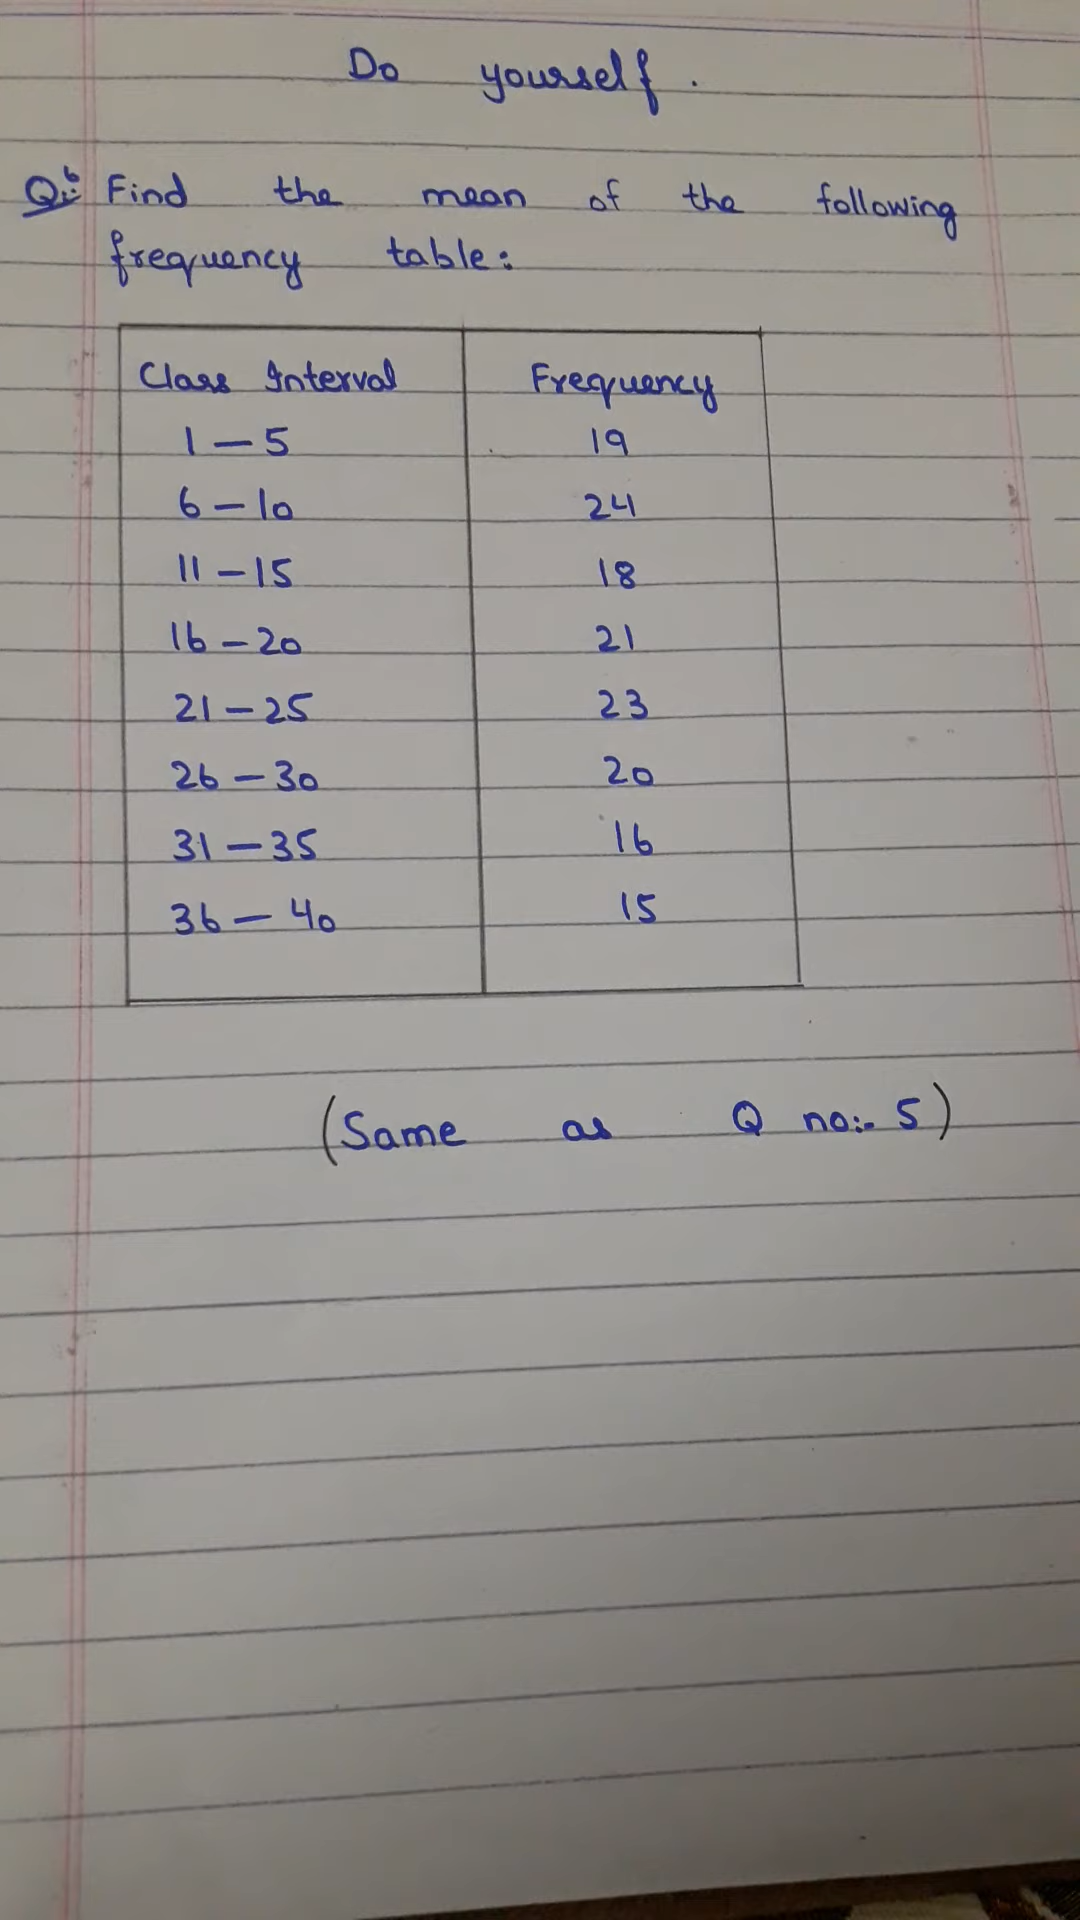 Do yourself.
Q:6 Find the mean of the following
frequency table:
Class Interval Frequency
1 — 5 19
6 — 10 24
11 — 15 18
16 — 20 21
21 — 25 23
26 — 30 20
31 — 35 16
36 — 40 15
(Same as Q no:- 5)